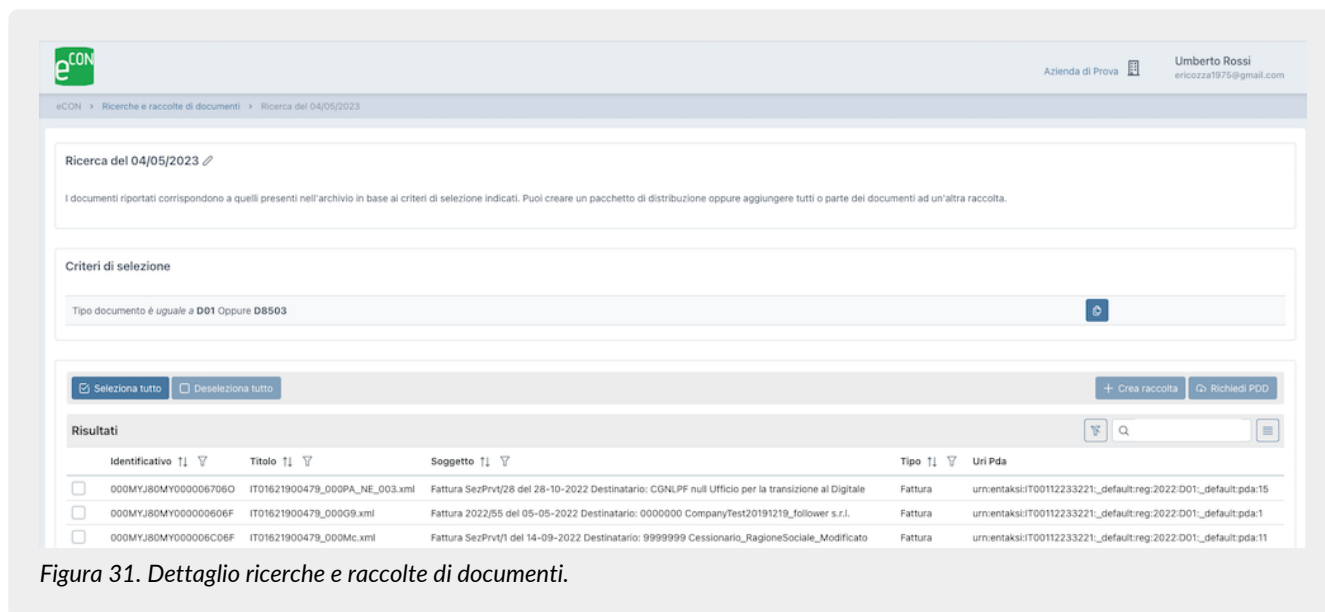 eCON
Azienda di Prova
Umberto Rossi
ericozza1975@gmail.com
eCON > Ricerche e raccolte di documenti > Ricerca del 04/05/2023
Ricerca del 04/05/2023
I documenti riportati corrispondono a quelli presenti nell'archivio in base ai criteri di selezione indicati. Puoi creare un pacchetto di distribuzione oppure aggiungere tutti o parte dei documenti ad un'altra raccolta.
Criteri di selezione
Tipo documento è uguale a D01 Oppure D8503
Seleziona tutto Deseleziona tutto + Crea raccolta Richiedi PDD
Risultati
Identificativo Titolo Soggetto Tipo Uri Pda
000MYJ80MY000006706O IT01621900479_000PA_NE_003.xml Fattura SezPrvt/28 del 28-10-2022 Destinatario: CGNLPF null Ufficio per la transizione al Digitale Fattura urn:entaksi:IT00112233221:_default:reg:2022:D01:_default:pda:15
000MYJ80MY000000606F IT01621900479_000G9.xml Fattura 2022/55 del 05-05-2022 Destinatario: 0000000 CompanyTest20191219_follower s.r.l. Fattura urn:entaksi:IT00112233221:_default:reg:2022:D01:_default:pda:1
000MYJ80MY000006C06F IT01621900479_000Mc.xml Fattura SezPrvt/1 del 14-09-2022 Destinatario: 9999999 Cessionario_RagioneSociale_Modificato Fattura urn:entaksi:IT00112233221:_default:reg:2022:D01:_default:pda:11
Figura 31. Dettaglio ricerche e raccolte di documenti.